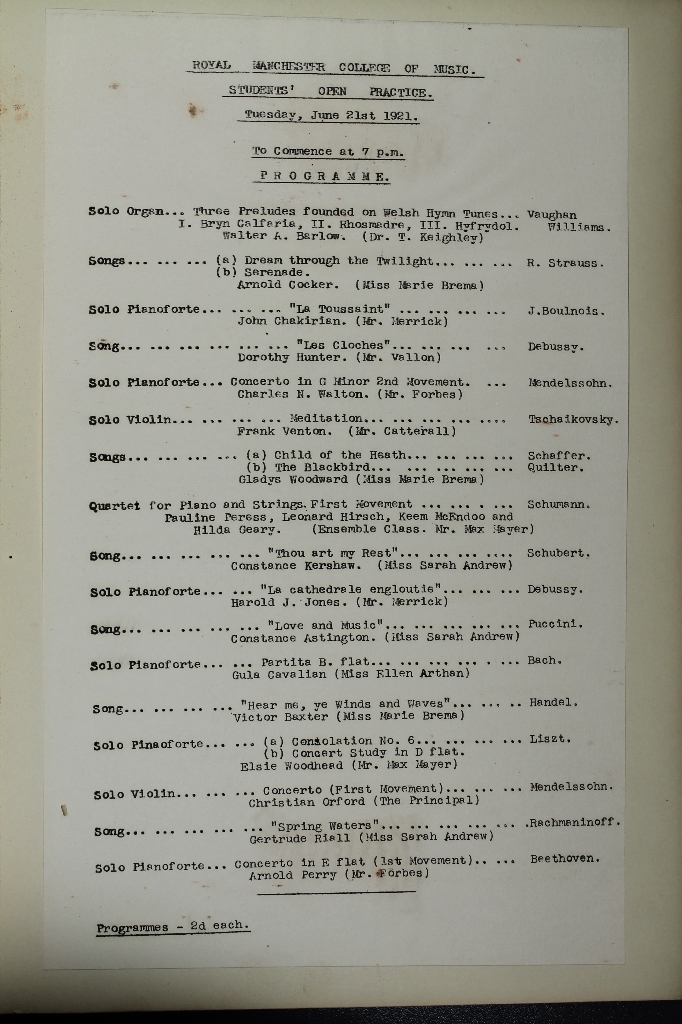 ROYAL MANCHESTER COLLEGE OF MUSIC.
STUDENTS' OPEN PRACTICE.
Tuesday, June 21st 1921.
To Commence at 7 p.m.
PROGRAMME.
Solo Organ... Three Preludes founded on Welsh Hymn Tunes... Vaughan
I. Bryn Calfaria, II. Rhosmadre, III. Hyfrydol. Williams.
Walter A. Barlow. (Dr. T. Keighley)
Songs... ... ... (a) Dream through the Twilight... ... ... R. Strauss.
(b) Serenade.
Arnold Cocker. (Miss Marie Brema)
Solo Pianoforte... ... ... "La Toussaint" ... ... ... ... J.Boulnois.
John Chakirian. (Mr. Merrick)
Song... ... ... ... ... ... "Les Cloches"... ... ... ... Debussy.
Dorothy Hunter. (Mr. Vallon)
Solo Pianoforte... Concerto in G Minor 2nd Movement. ... Mendelssohn.
Charles N. Walton. (Mr. Forbes)
Solo Violin... ... ... ... Meditation... ... ... ... .... Tschaikovsky.
Frank Venton. (Mr. Catterall)
Songs... ... ... ... (a) Child of the Heath... ... ... ... Schaffer.
(b) The Blackbird... ... ... ... ... Quilter.
Gladys Woodward (Miss Marie Brema)
Quartet for Piano and Strings. First Movement ... ... . ... Schumann.
Pauline Peress, Leonard Hirsch, Keem McEndoo and
Hilda Geary. (Ensemble Class. Mr. Max Mayer)
Song... ... ... ... ... "Thou art my Rest"... ... ... .... Schubert.
Constance Kershaw. (Miss Sarah Andrew)
Solo Pianoforte... ... ... "La cathedrale engloutie"... ... ... Debussy.
Harold J. Jones. (Mr. Merrick)
Song... ... ... ... ... "Love and Music"... ... ... ... ... Puccini.
Constance Astington. (Miss Sarah Andrew)
Solo Pianoforte... ... Partita B. flat... ... ... ... . ... Bach.
Gula Cavalian (Miss Ellen Arthan)
Song... ... ... ... "Hear me, ye Winds and Waves"... ... .. Handel.
Victor Baxter (Miss Marie Brema)
Solo Pinaoforte... ... (a) Consolation No. 6... ... ... ... Liszt.
(b) Concert Study in D flat.
Elsie Woodhead (Mr. Max Mayer)
Solo Violin... ... ... Concerto (First Movement)... ... ... Mendelssohn.
Christian Orford (The Principal)
Song... ... ... ... ... "Spring Waters"... ... ... ... ... .Rachmaninoff.
Gertrude Riall (Miss Sarah Andrew)
Solo Pianoforte... Concerto in E flat (1st Movement).. ... Beethoven.
Arnold Perry (Mr. Forbes)
Programmes - 2d each.